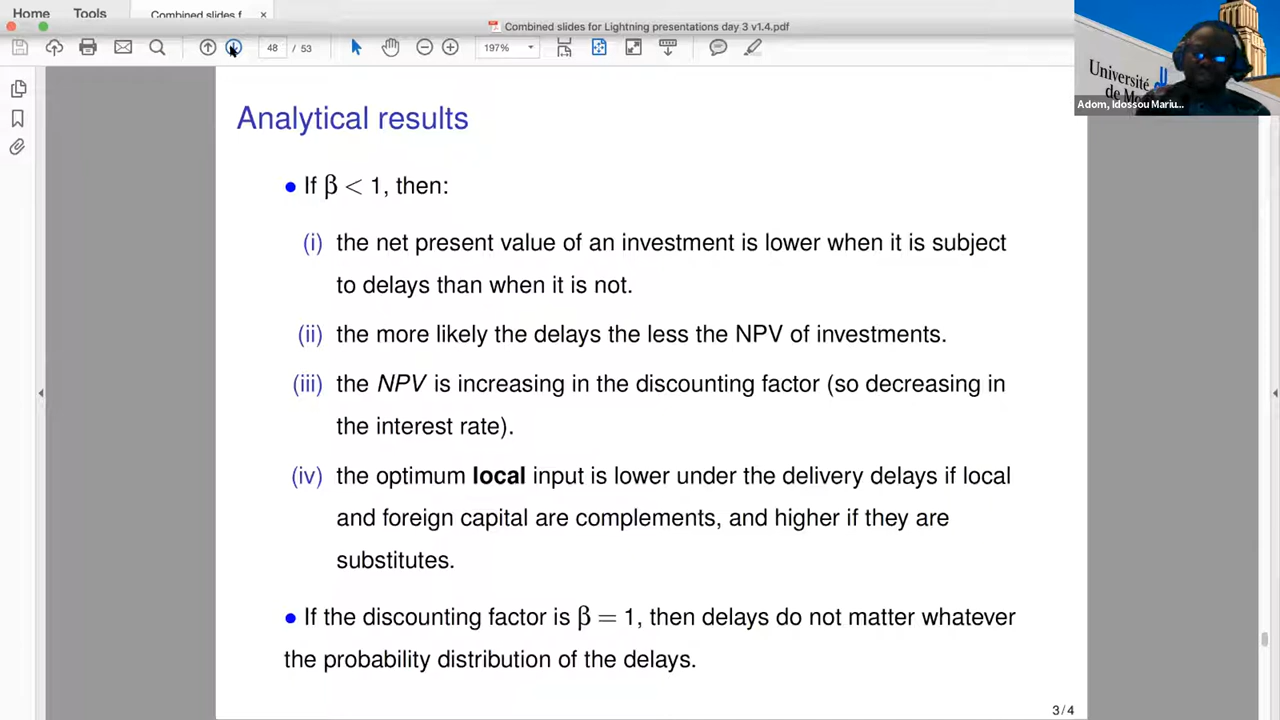 Home Tools Combined slides f... ×
Combined slides for Lightning presentations day 3 v1.4.pdf
48 / 53 197%
Université
de Mo
Adom, Idossou Mariu...
Analytical results
• If β < 1, then:
(i) the net present value of an investment is lower when it is subject
to delays than when it is not.
(ii) the more likely the delays the less the NPV of investments.
(iii) the NPV is increasing in the discounting factor (so decreasing in
the interest rate).
(iv) the optimum local input is lower under the delivery delays if local
and foreign capital are complements, and higher if they are
substitutes.
• If the discounting factor is β = 1, then delays do not matter whatever
the probability distribution of the delays.
3 / 4